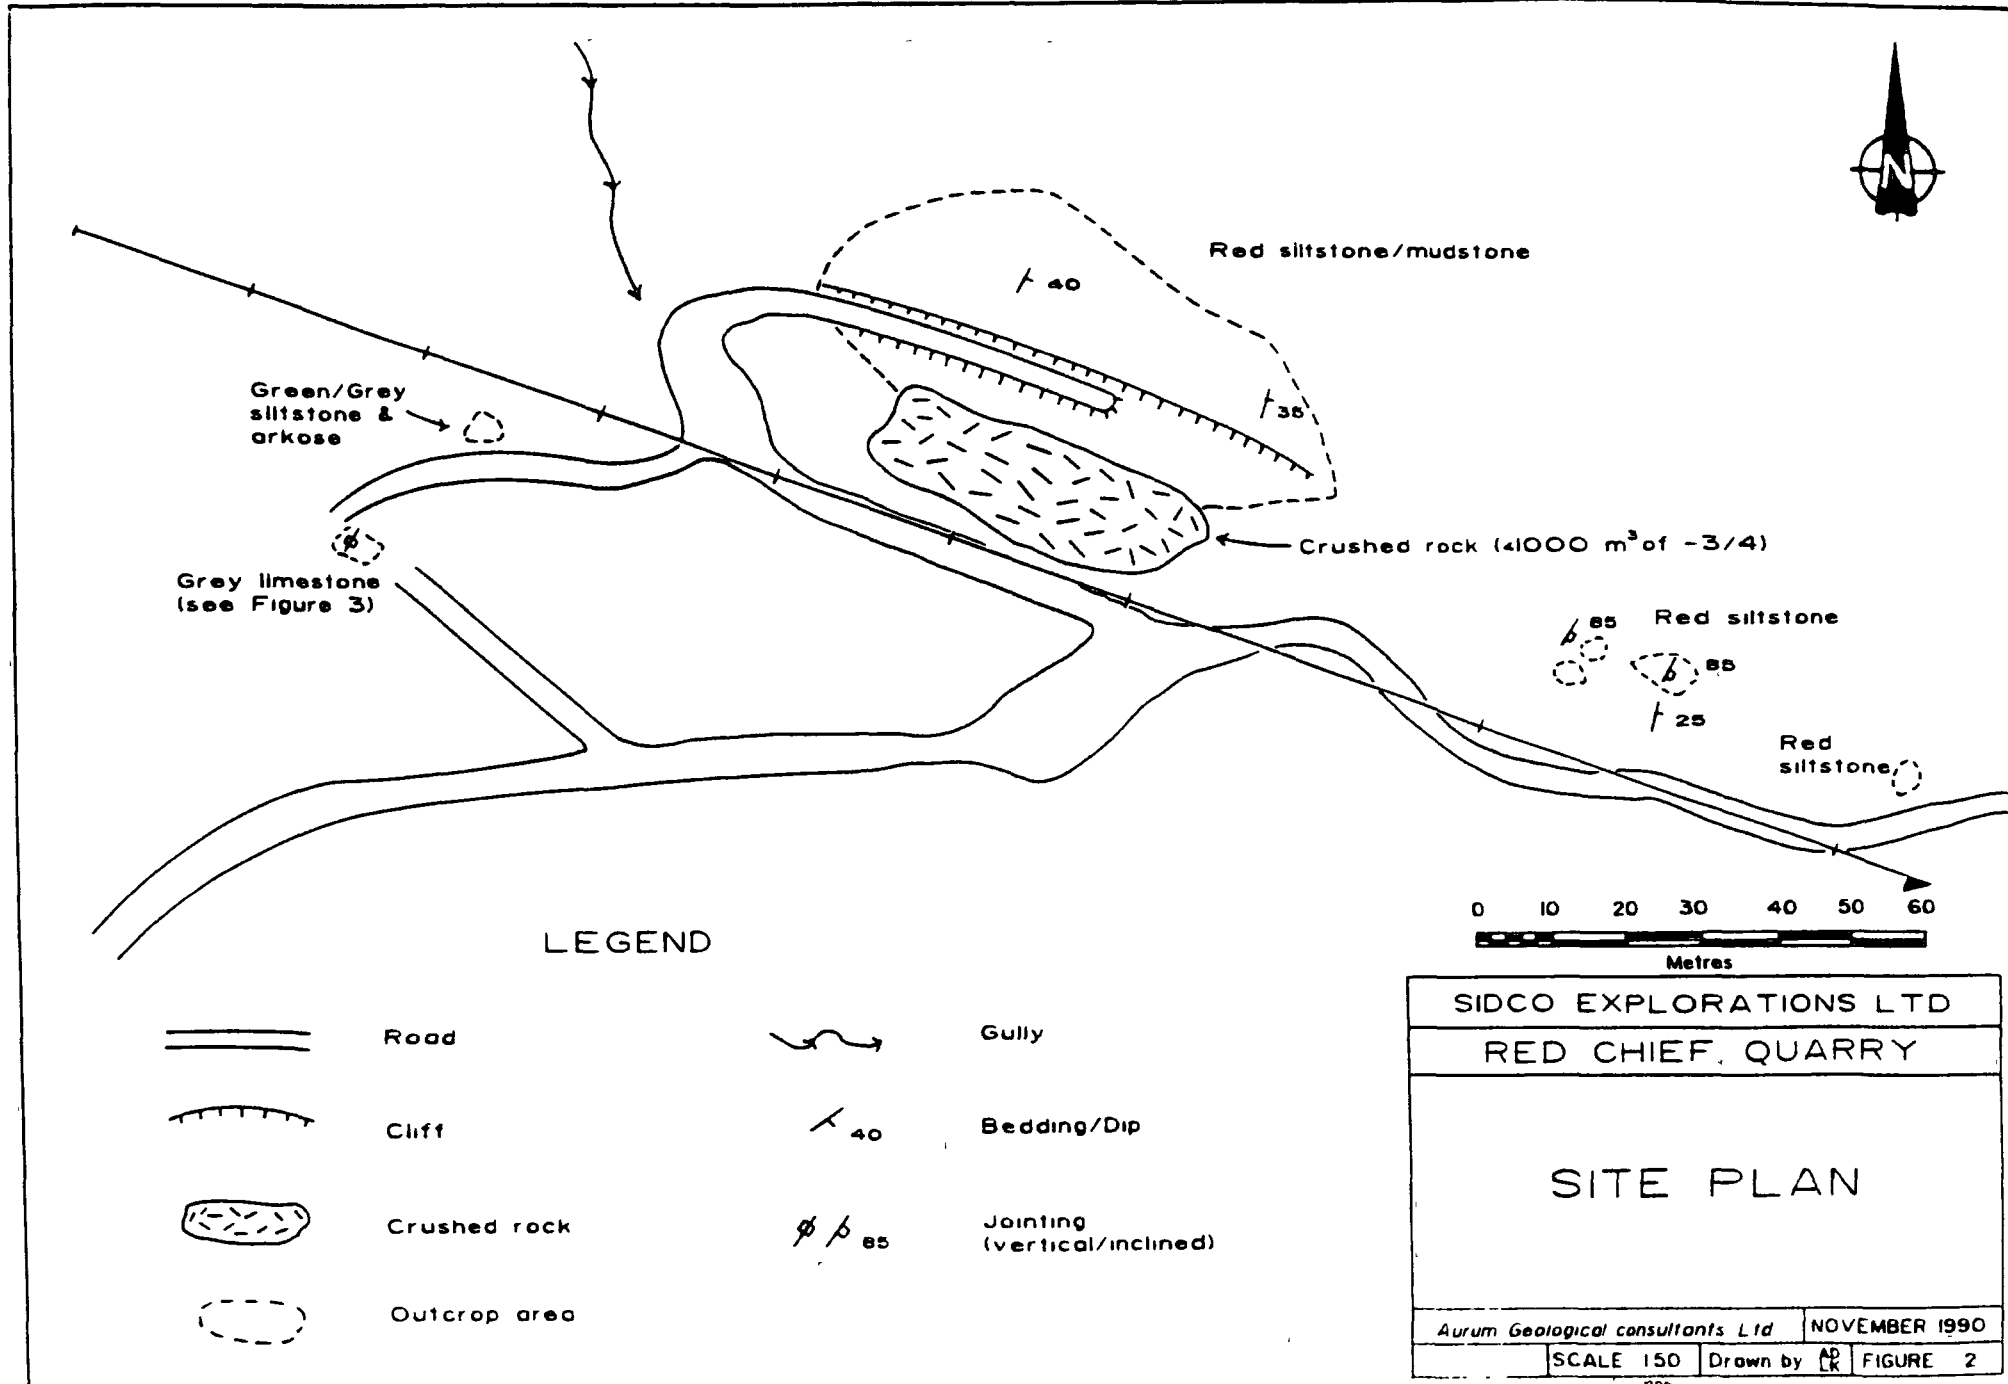 N
Red siltstone/mudstone
40
Green/Grey
siltstone &
arkose
35
Crushed rock (<1000 m³ of -3/4)
Grey limestone
(see Figure 3)
85 Red siltstone
85
25
Red
siltstone
0 10 20 30 40 50 60
Metres
LEGEND
Road
Gully
Cliff
40
Bedding/Dip
Crushed rock
85
Jointing
(vertical/inclined)
Outcrop area
SIDCO EXPLORATIONS LTD
RED CHIEF QUARRY
SITE PLAN
Aurum Geological consultants Ltd
NOVEMBER 1990
SCALE 150
Drawn by AD LK
FIGURE 2